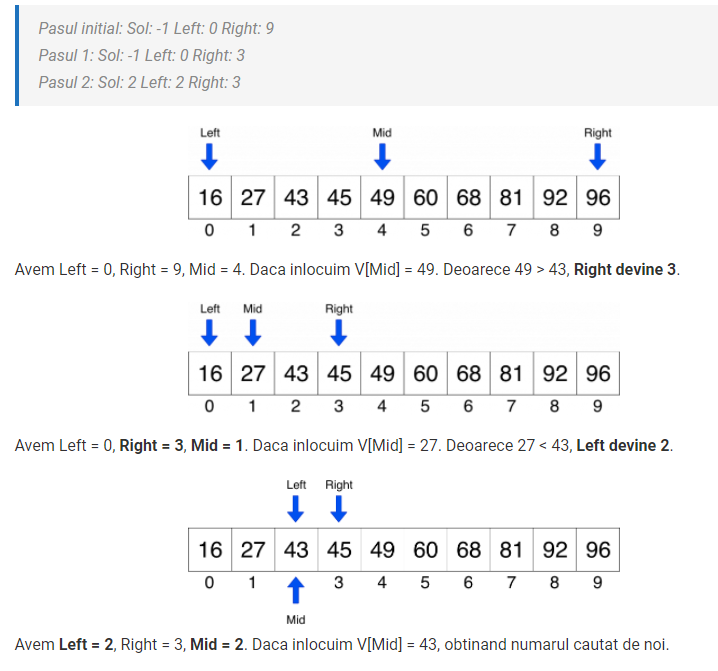 Pasul initial: Sol: -1 Left: 0 Right: 9
Pasul 1: Sol: -1 Left: 0 Right: 3
Pasul 2: Sol: 2 Left: 2 Right: 3
Left Mid Right
16 27 43 45 49 60 68 81 92 96
0 1 2 3 4 5 6 7 8 9
Avem Left = 0, Right = 9, Mid = 4. Daca inlocuim V[Mid] = 49. Deoarece 49 > 43, Right devine 3.
Left Mid Right
16 27 43 45 49 60 68 81 92 96
0 1 2 3 4 5 6 7 8 9
Avem Left = 0, Right = 3, Mid = 1. Daca inlocuim V[Mid] = 27. Deoarece 27 < 43, Left devine 2.
Left Right
16 27 43 45 49 60 68 81 92 96
0 1 3 4 5 6 7 8 9
Mid
Avem Left = 2, Right = 3, Mid = 2. Daca inlocuim V[Mid] = 43, obtinand numarul cautat de noi.